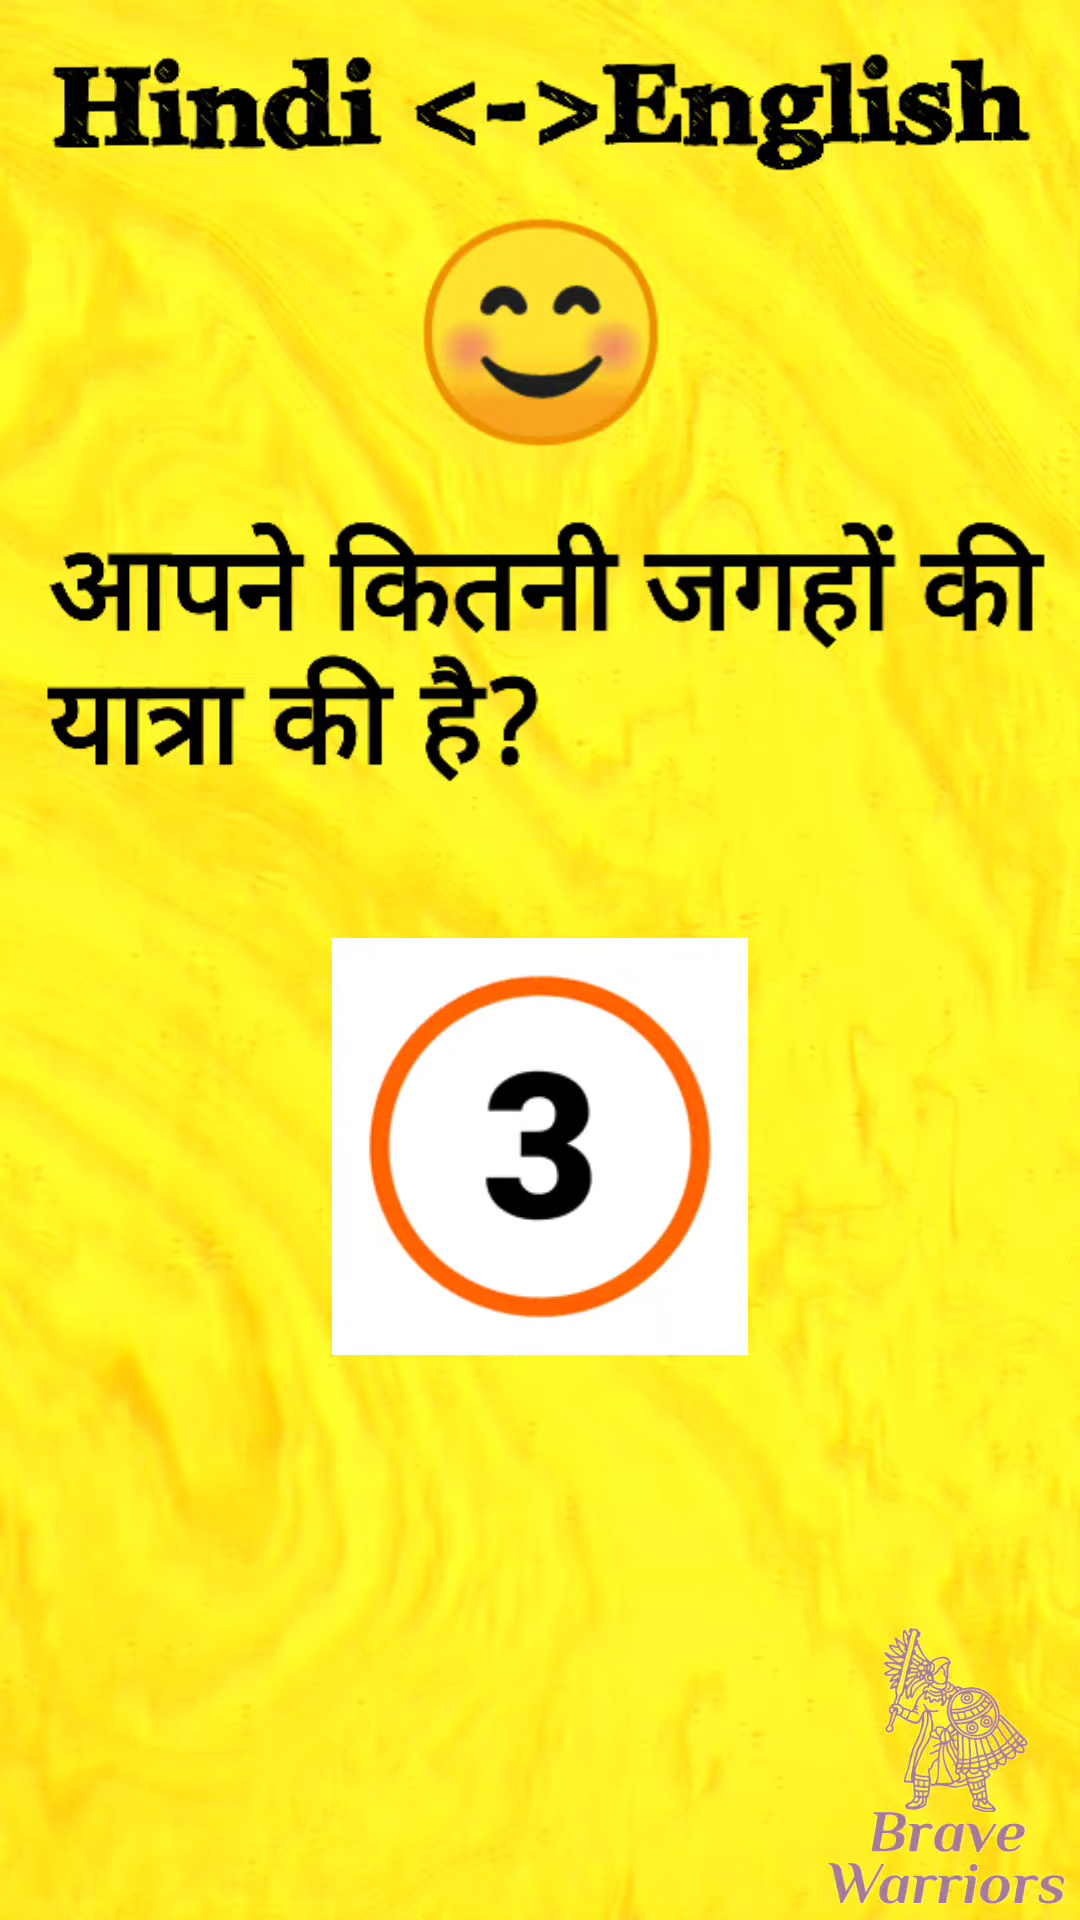 Hindi <->English
आपने कितनी जगहों की
यात्रा की है?
3
Brave
Warriors